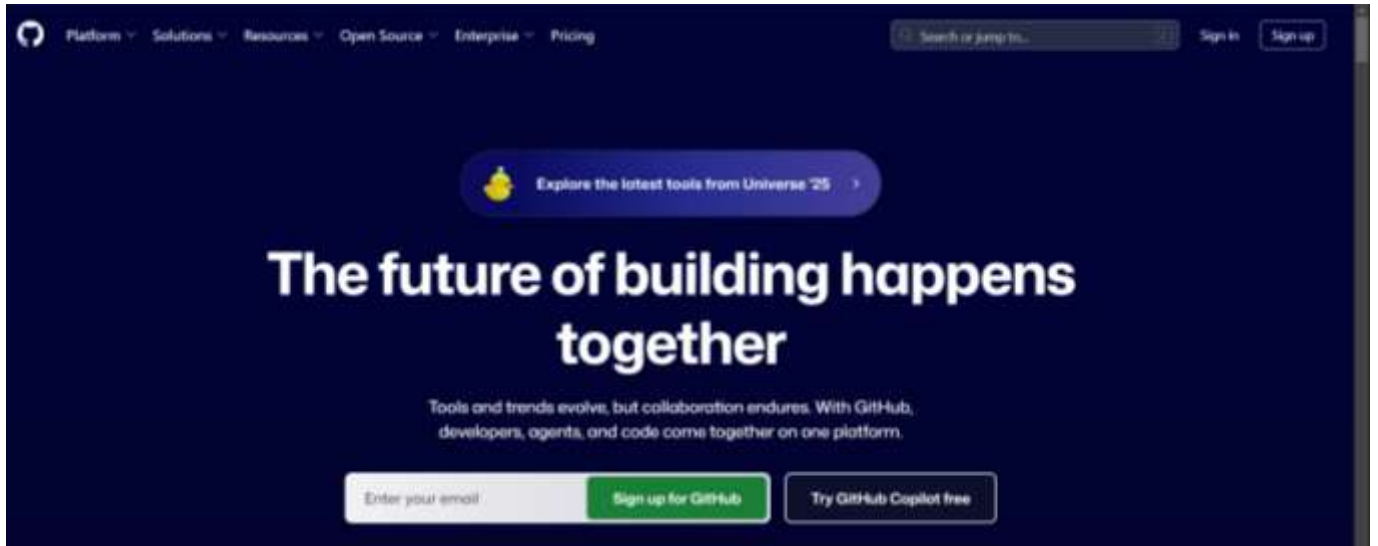 Platform
Solutions
Resources
Open Source
Enterprise
Pricing
Search or jump to...
Sign in
Sign up
Explore the latest tools from Universe '25
The future of building happens
together
Tools and trends evolve, but collaboration endures. With GitHub,
developers, agents, and code come together on one platform.
Enter your email
Sign up for GitHub
Try GitHub Copilot free